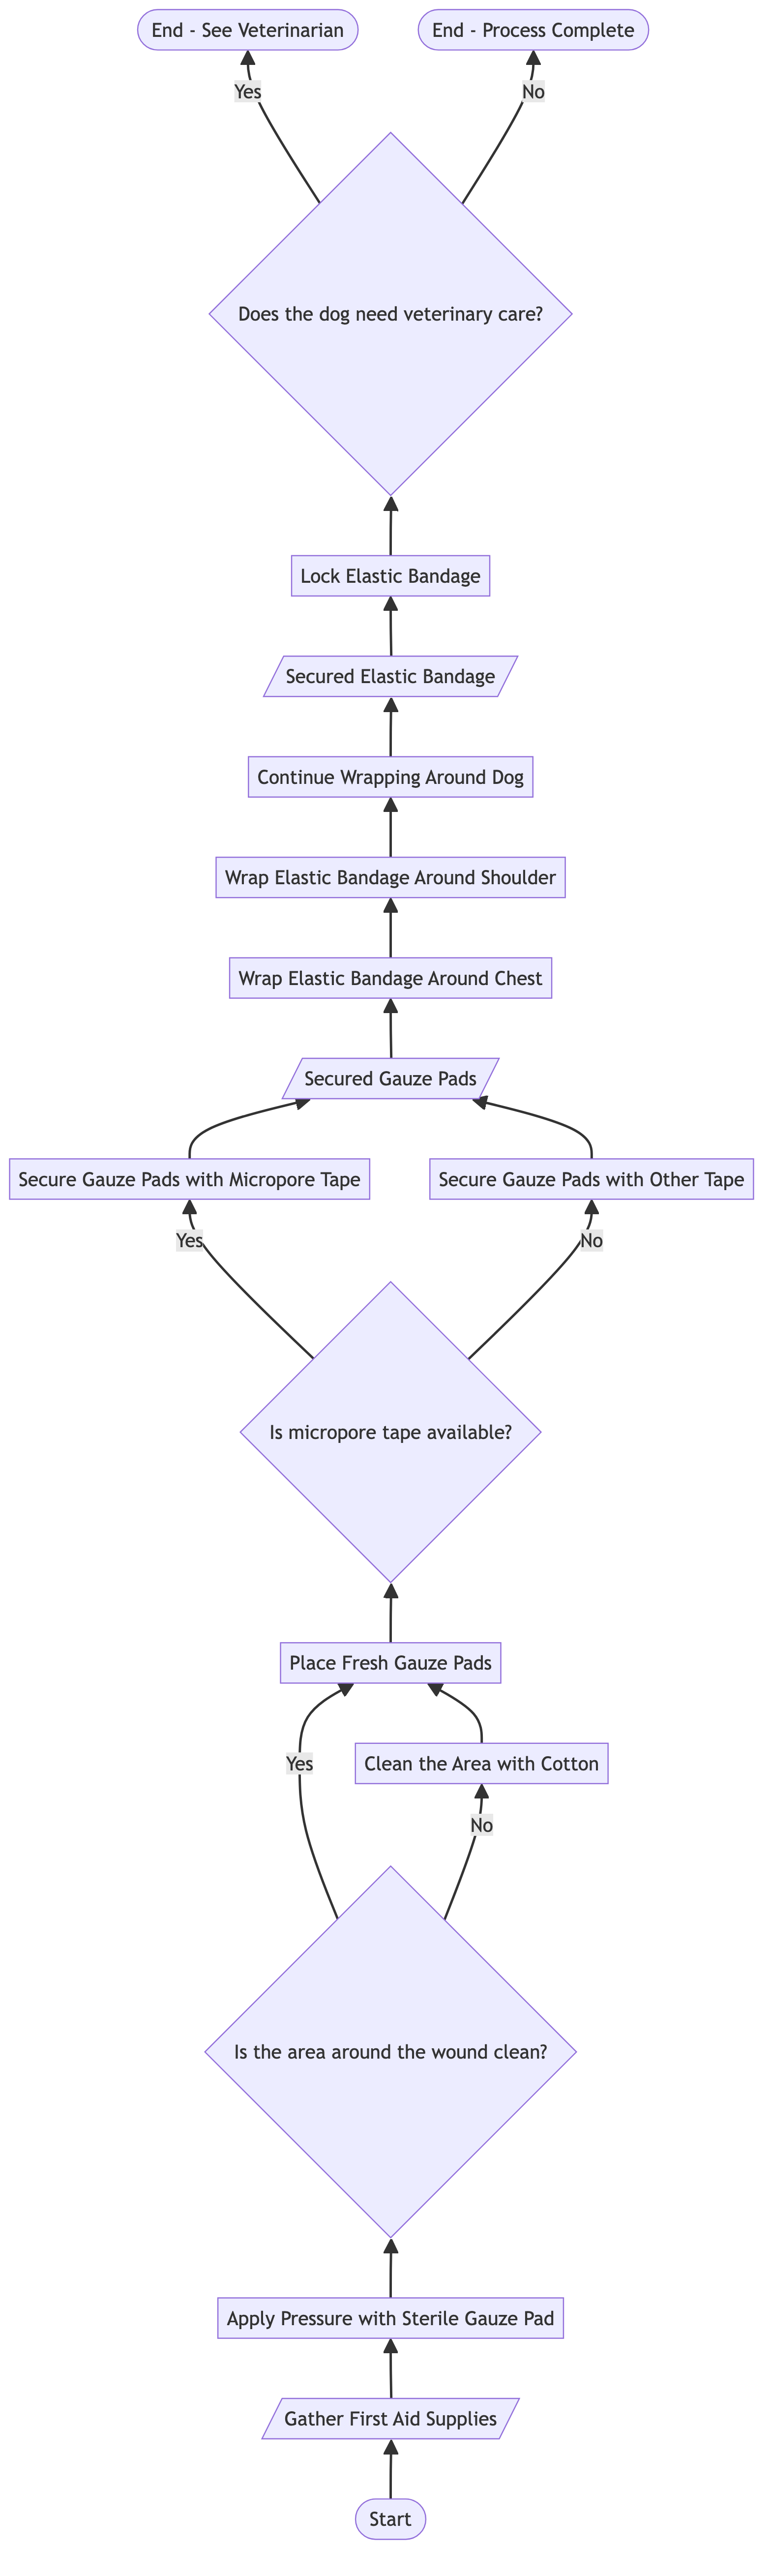 End - See Veterinarian
End - Process Complete
Yes
No
Does the dog need veterinary care?
Lock Elastic Bandage
Secured Elastic Bandage
Continue Wrapping Around Dog
Wrap Elastic Bandage Around Shoulder
Wrap Elastic Bandage Around Chest
Secured Gauze Pads
Secure Gauze Pads with Micropore Tape
Secure Gauze Pads with Other Tape
Yes
No
Is micropore tape available?
Place Fresh Gauze Pads
Yes
Clean the Area with Cotton
No
Is the area around the wound clean?
Apply Pressure with Sterile Gauze Pad
Gather First Aid Supplies
Start